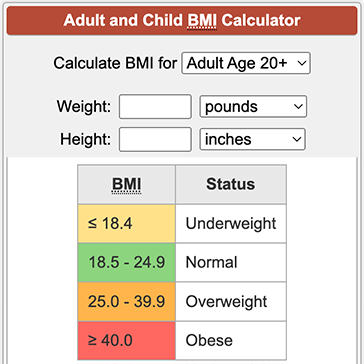 Adult and Child BMI Calculator
Calculate BMI for Adult Age 20+
Weight: pounds
Height: inches
BMI Status
≤ 18.4 Underweight
18.5 - 24.9 Normal
25.0 - 39.9 Overweight
≥ 40.0 Obese